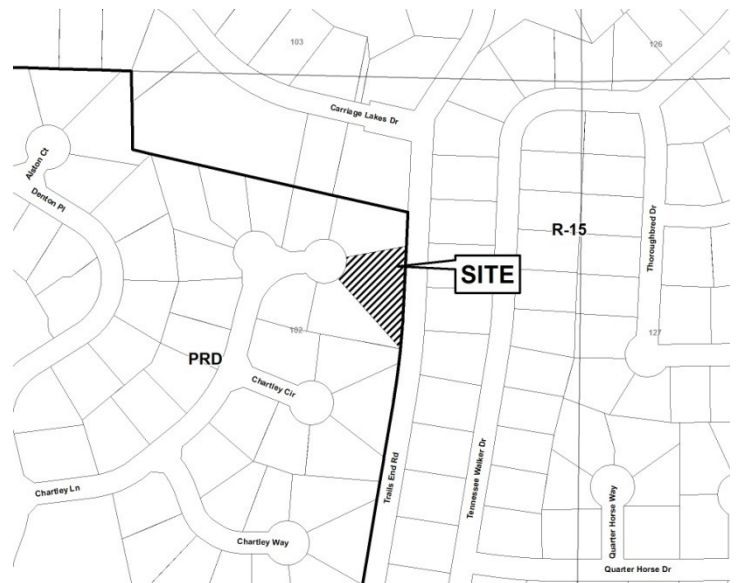 103
126
Carriage Lakes Dr
Alston Ct
Denton Pl
R-15
Thoroughbred Dr
SITE
102
127
PRD
Chartley Cir
Trails End Rd
Tennessee Walker Dr
Chartley Ln
Quarter Horse Way
Chartley Way
Quarter Horse Dr